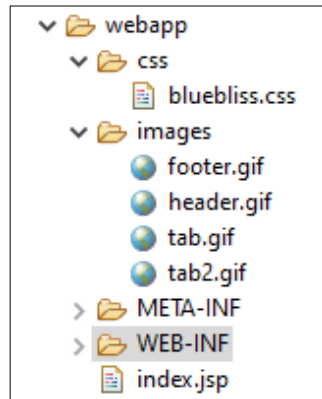 webapp
css
bluebliss.css
images
footer.gif
header.gif
tab.gif
tab2.gif
META-INF
WEB-INF
index.jsp